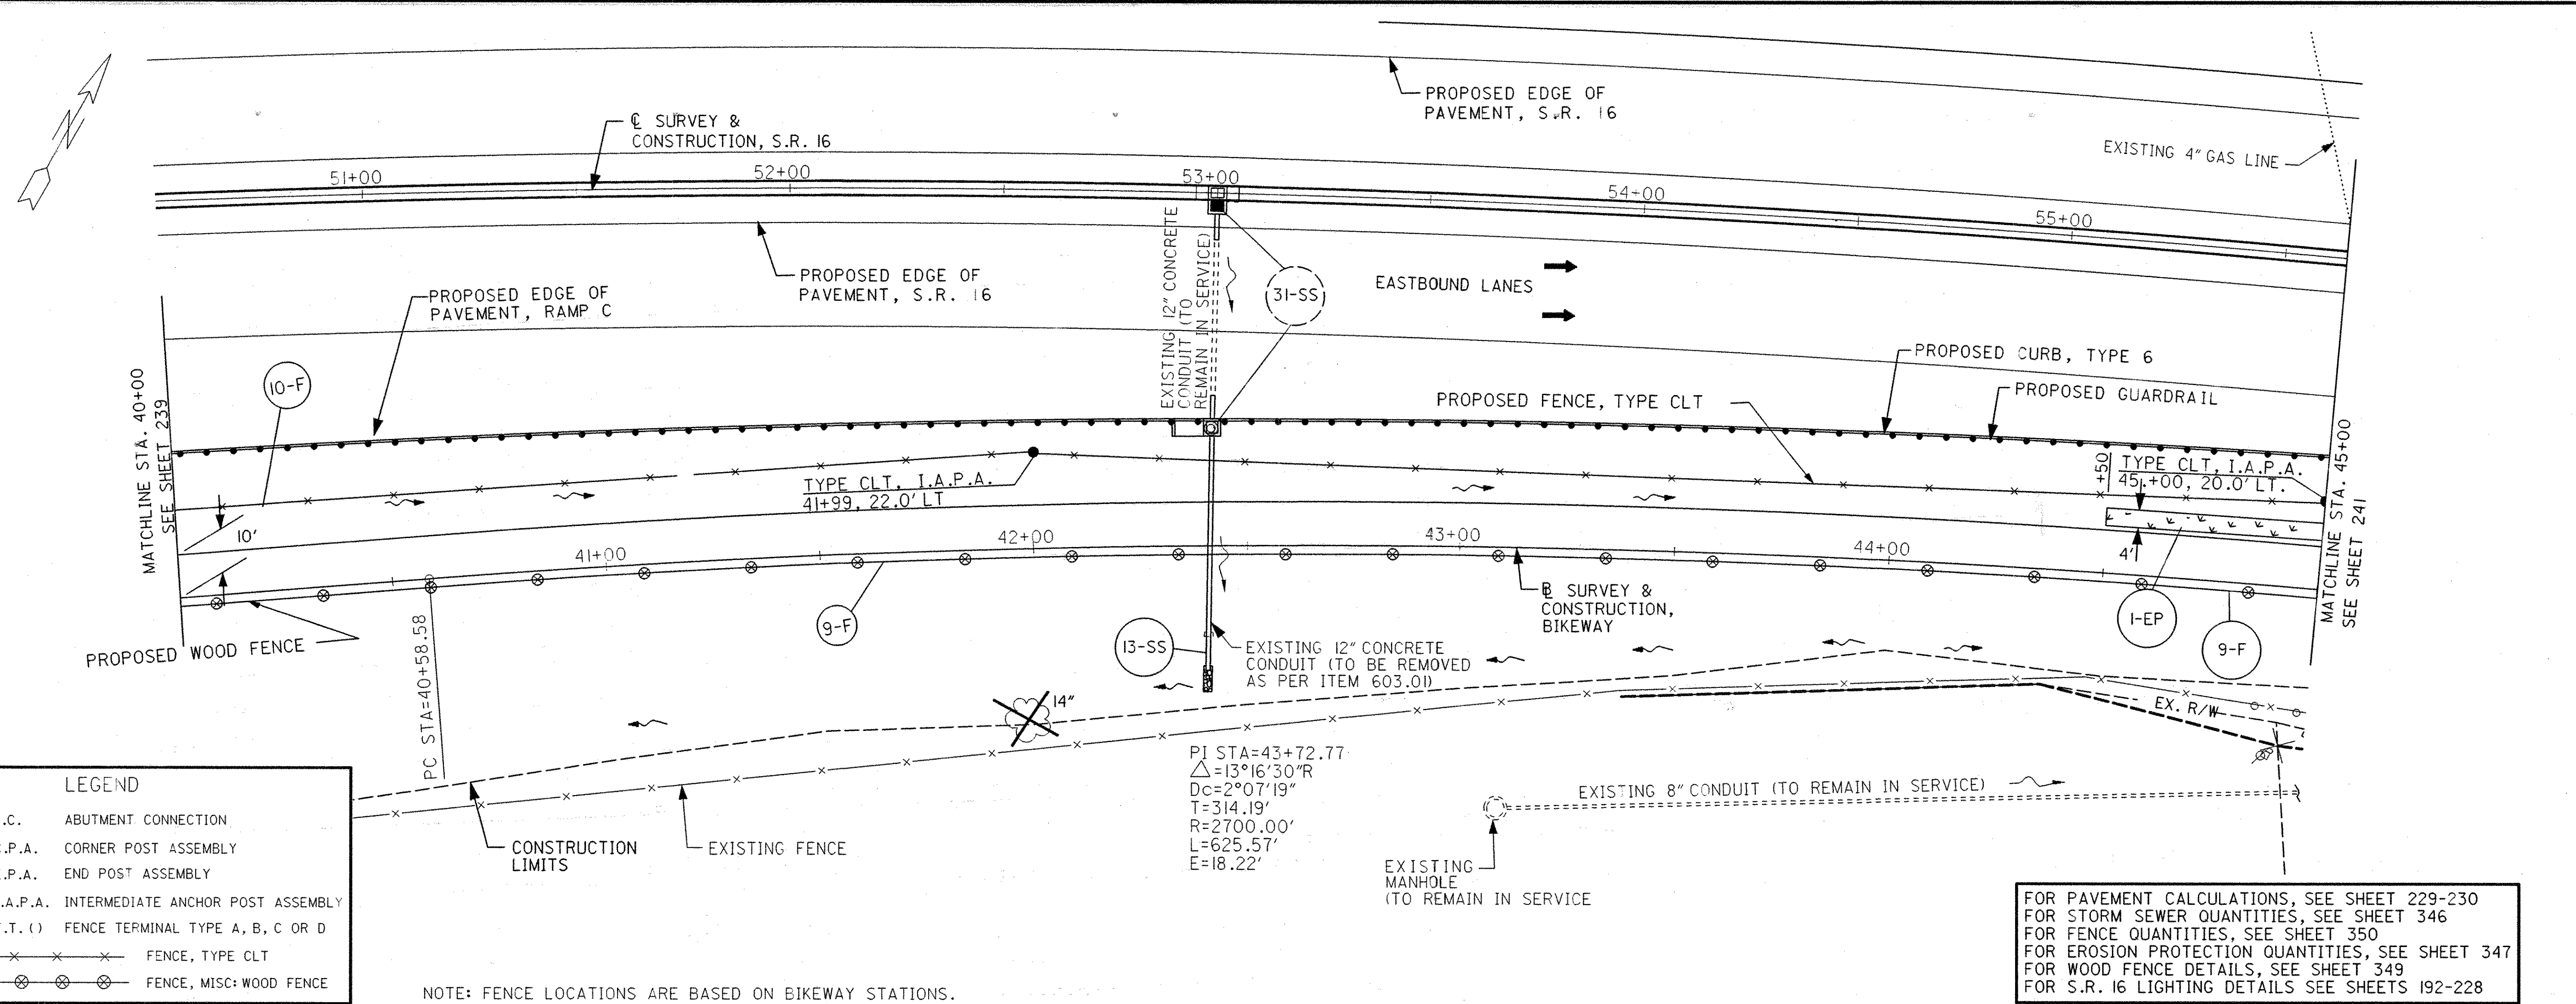 N
℄ SURVEY &
CONSTRUCTION, S.R. 16
PROPOSED EDGE OF
PAVEMENT, S.R. 16
EXISTING 4" GAS LINE
51+00
52+00
53+00
54+00
55+00
PROPOSED EDGE OF
PAVEMENT, S.R. 16
PROPOSED EDGE OF
PAVEMENT, RAMP C
EXISTING 12" CONCRETE
CONDUIT (TO
REMAIN IN SERVICE)
31-SS
EASTBOUND LANES
10-F
MATCHLINE STA. 40+00
SEE SHEET 239
PROPOSED CURB, TYPE 6
PROPOSED GUARDRAIL
PROPOSED FENCE, TYPE CLT
TYPE CLT, I.A.P.A.
41+99, 22.0' LT
+50
TYPE CLT, I.A.P.A.
45.+00, 20.0' LT.
MATCHLINE STA. 45+00
SEE SHEET 241
10'
41+00
42+00
43+00
44+00
4'
PROPOSED WOOD FENCE
9-F
13-SS
EXISTING 12" CONCRETE
CONDUIT (TO BE REMOVED
AS PER ITEM 603.01)
SURVEY &
CONSTRUCTION,
BIKEWAY
1-EP
9-F
PC STA=40+58.58
14"
EX. R/W
PI STA=43+72.77
△=13°16'30"R
Dc=2°07'19"
T=314.19'
R=2700.00'
L=625.57'
E=18.22'
EXISTING 8" CONDUIT (TO REMAIN IN SERVICE)
EXISTING
MANHOLE
(TO REMAIN IN SERVICE
CONSTRUCTION
LIMITS
EXISTING FENCE
LEGEND
.C. ABUTMENT CONNECTION
.P.A. CORNER POST ASSEMBLY
.P.A. END POST ASSEMBLY
.A.P.A. INTERMEDIATE ANCHOR POST ASSEMBLY
.T. () FENCE TERMINAL TYPE A, B, C OR D
FENCE, TYPE CLT
FENCE, MISC: WOOD FENCE
NOTE: FENCE LOCATIONS ARE BASED ON BIKEWAY STATIONS.
FOR PAVEMENT CALCULATIONS, SEE SHEET 229-230
FOR STORM SEWER QUANTITIES, SEE SHEET 346
FOR FENCE QUANTITIES, SEE SHEET 350
FOR EROSION PROTECTION QUANTITIES, SEE SHEET 347
FOR WOOD FENCE DETAILS, SEE SHEET 349
FOR S.R. 16 LIGHTING DETAILS SEE SHEETS 192-228